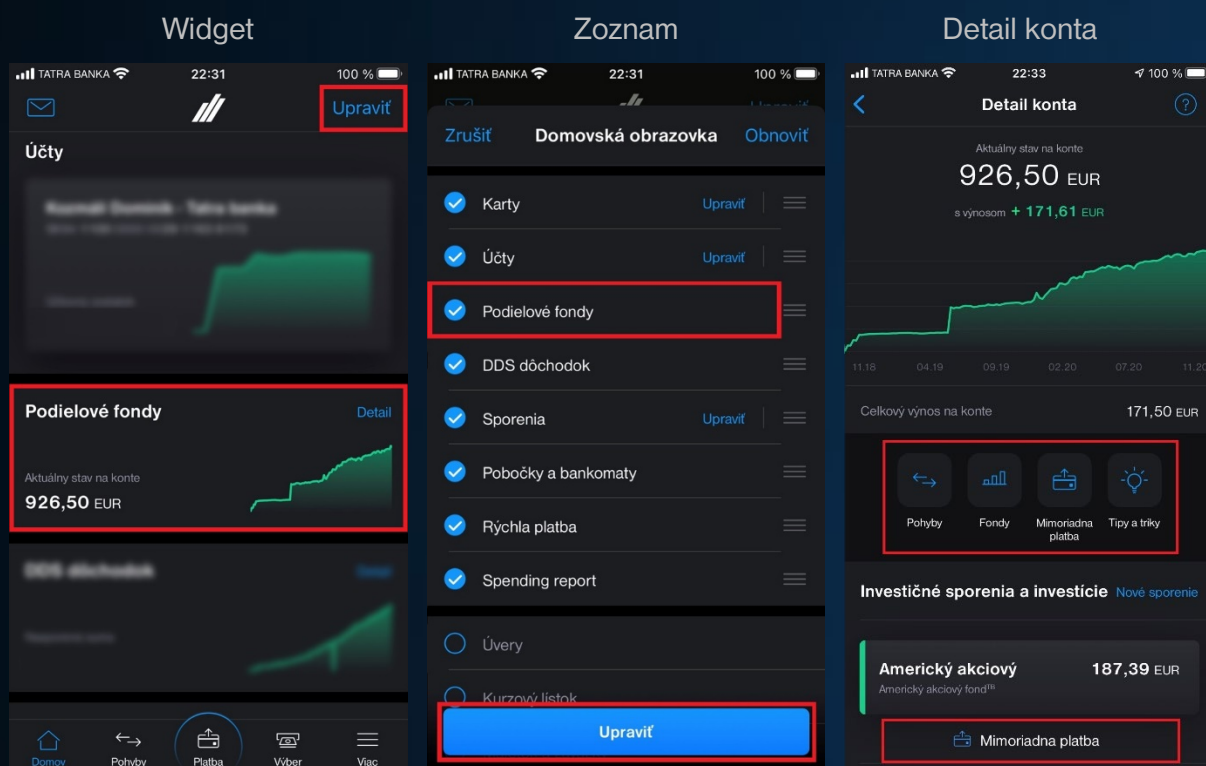 Widget
TATRA BANKA 22:31 100 %
Upraviť
Účty
Podielové fondy Detail
Aktuálny stav na konte
926,50 EUR
DDS dôchodok
Domov Pohyby Platba Výber Viac
Zoznam
TATRA BANKA 22:31 100 %
Zrušiť Domovská obrazovka Obnoviť
Karty Upraviť
Účty Upraviť
Podielové fondy
DDS dôchodok
Sporenia Upraviť
Pobočky a bankomaty
Rýchla platba
Spending report
Úvery
Kurzový lístok
Upraviť
Detail konta
TATRA BANKA 22:33 100 %
Detail konta ?
Aktuálny stav na konte
926,50 EUR
s výnosom + 171,61 EUR
11.18 04.19 09.19 02.20 07.20 11.20
Celkový výnos na konte 171,50 EUR
Pohyby Fondy Mimoriadna platba Tipy a triky
Investičné sporenia a investície Nové sporenie
Americký akciový 187,39 EUR
Americký akciový fond
Mimoriadna platba